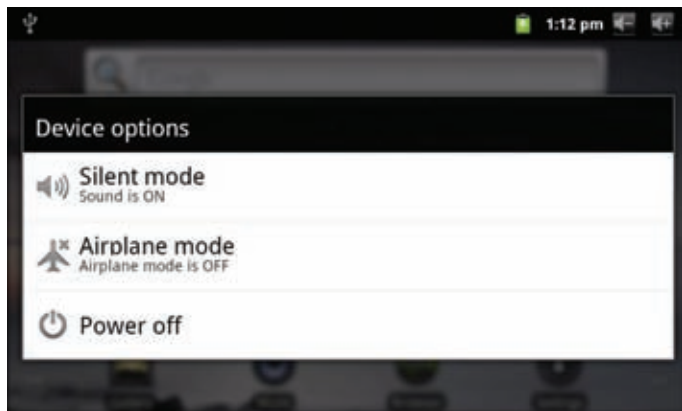 1:12 pm
Device options
Silent mode
Sound is ON
Airplane mode
Airplane mode is OFF
Power off